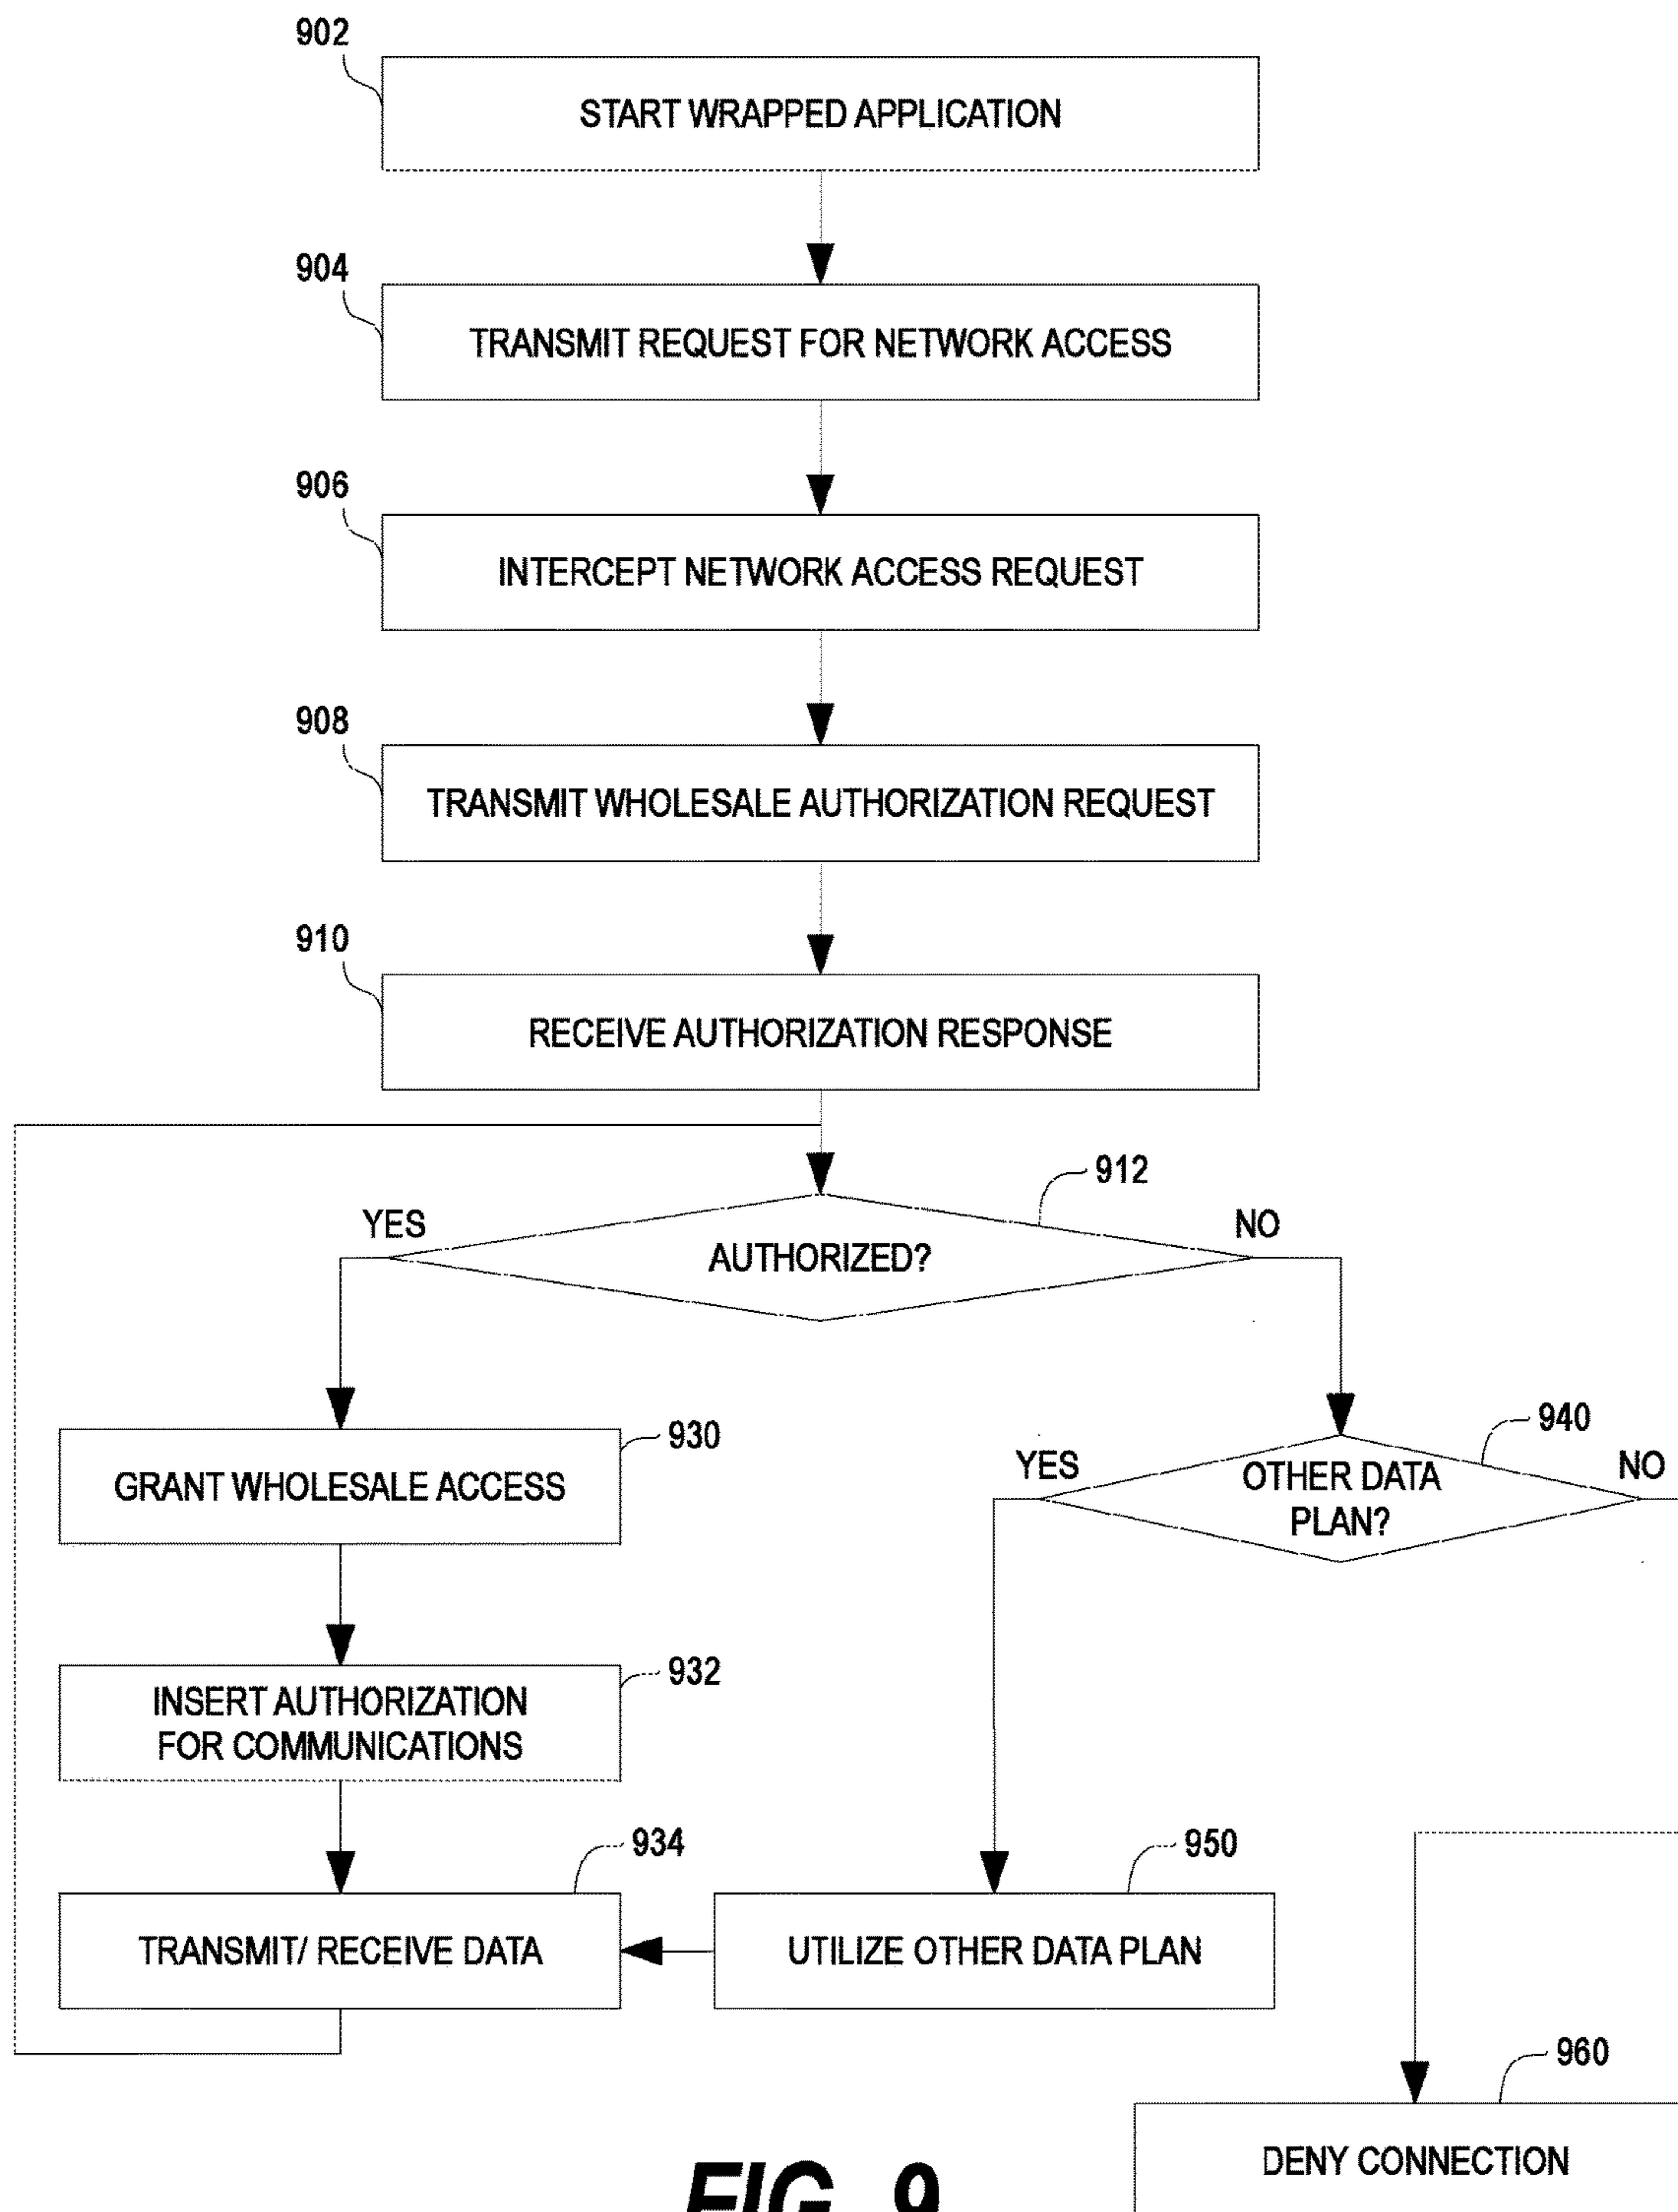 902
START WRAPPED APPLICATION
904
TRANSMIT REQUEST FOR NETWORK ACCESS
906
INTERCEPT NETWORK ACCESS REQUEST
908
TRANSMIT WHOLESALE AUTHORIZATION REQUEST
910
RECEIVE AUTHORIZATION RESPONSE
912
YES
NO
AUTHORIZED?
930
GRANT WHOLESALE ACCESS
940
YES
NO
OTHER DATA
PLAN?
932
INSERT AUTHORIZATION
FOR COMMUNICATIONS
934
TRANSMIT/ RECEIVE DATA
950
UTILIZE OTHER DATA PLAN
960
DENY CONNECTION
FIG. 9